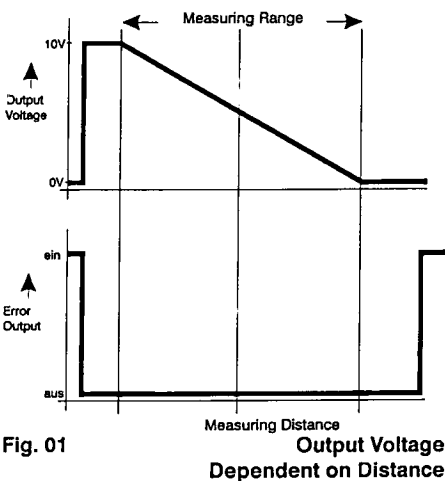 Measuring Range
10V
Output
Voltage
0V
ein
Error
Output
aus
Measuring Distance
Fig. 01
Output Voltage
Dependent on Distance